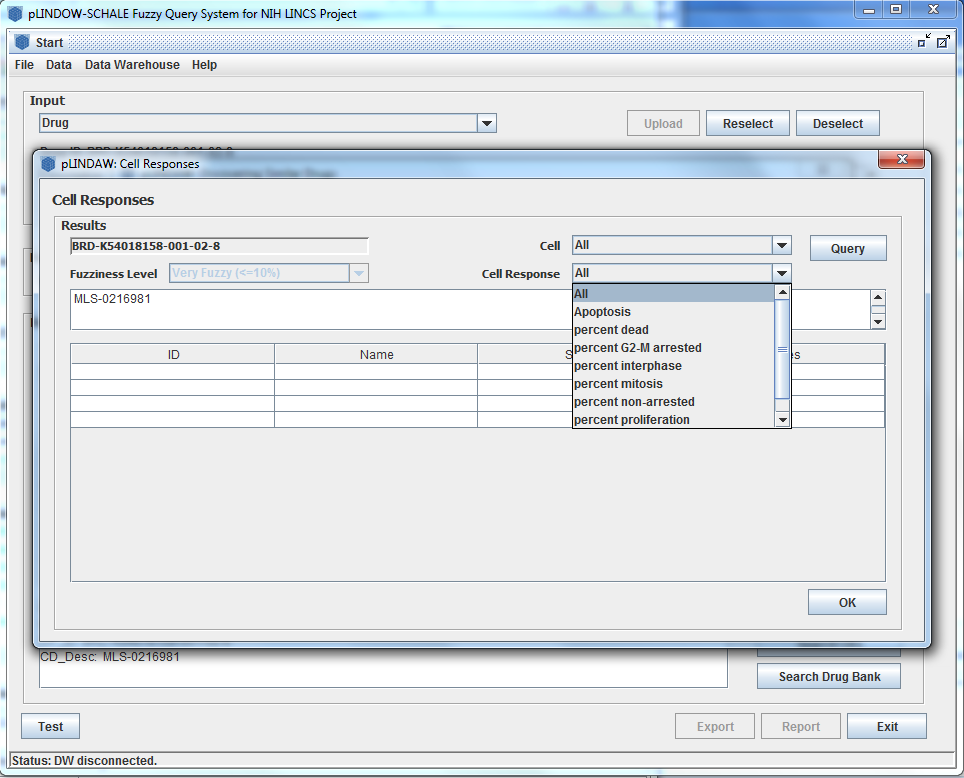 pLINDOW-SCHALE Fuzzy Query System for NIH LINCS Project
Start
File Data Data Warehouse Help
Input
Drug
Upload Reselect Deselect
pLINDAW: Cell Responses
Cell Responses
Results
BRD-K54018158-001-02-8
Cell All
Query
Fuzziness Level Very Fuzzy (<=10%)
Cell Response All
MLS-0216981
All
Apoptosis
percent dead
percent G2-M arrested
percent interphase
percent mitosis
percent non-arrested
percent proliferation
ID Name
OK
CD_Desc: MLS-0216981
Search Drug Bank
Test Export Report Exit
Status: DW disconnected.